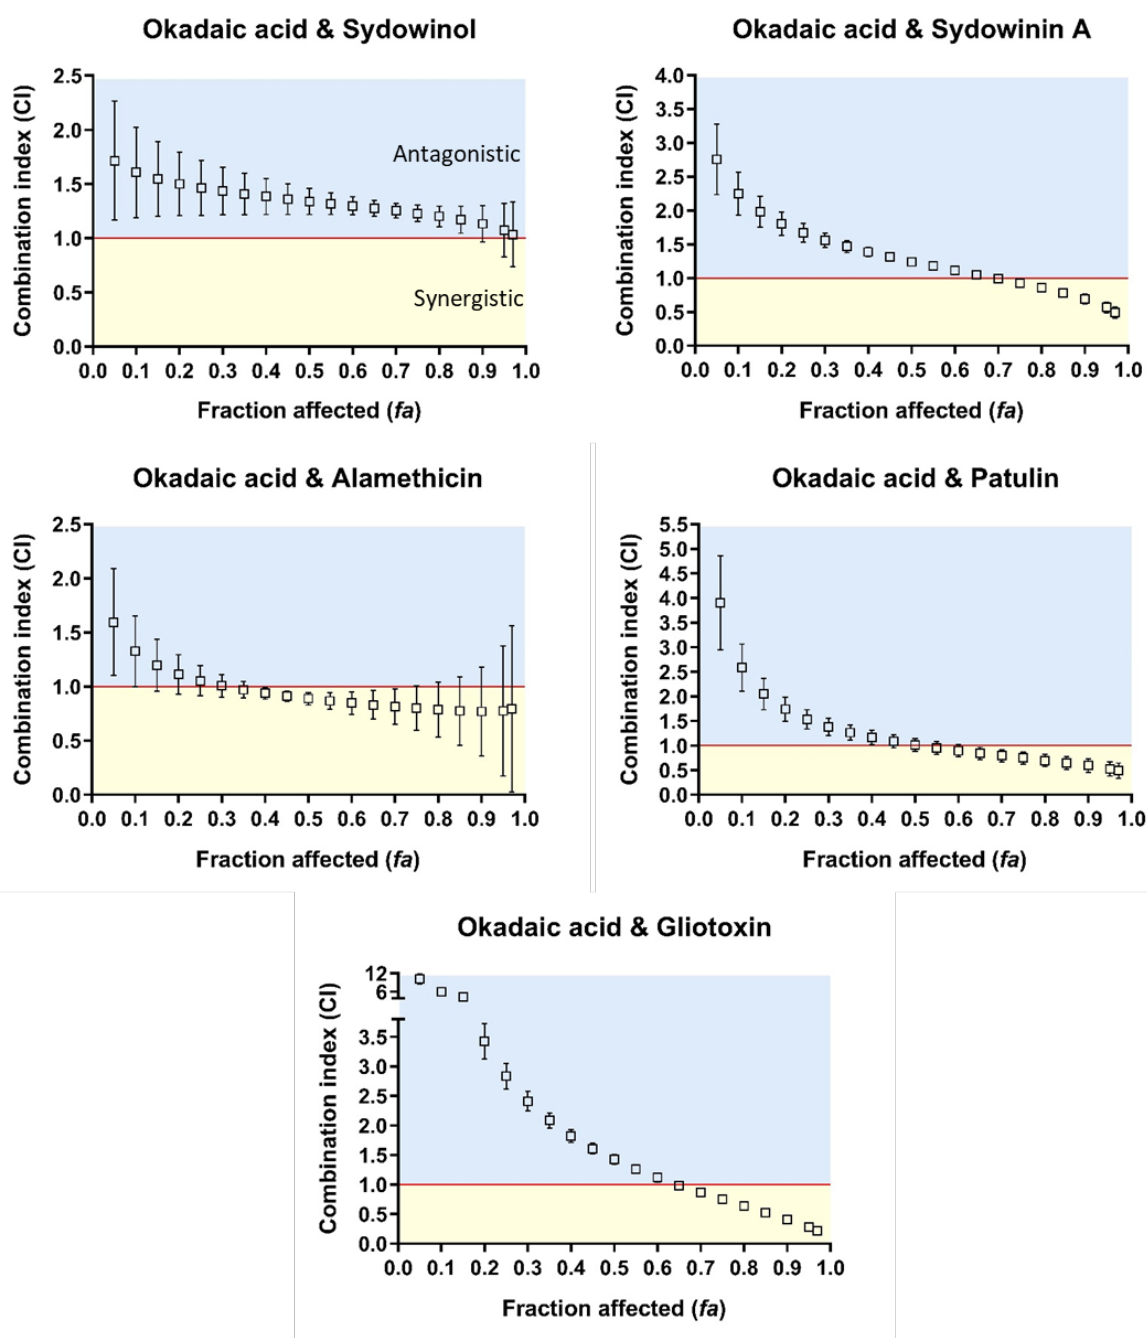 Okadaic acid & Sydowinol
Combination index (CI)
2.5
2.0
1.5
1.0
0.5
0.0
Antagonistic
Synergistic
0.0 0.1 0.2 0.3 0.4 0.5 0.6 0.7 0.8 0.9 1.0
Fraction affected (fa)
Okadaic acid & Sydowinin A
Combination index (CI)
4.0
3.5
3.0
2.5
2.0
1.5
1.0
0.5
0.0
0.0 0.1 0.2 0.3 0.4 0.5 0.6 0.7 0.8 0.9 1.0
Fraction affected (fa)
Okadaic acid & Alamethicin
Combination index (CI)
2.5
2.0
1.5
1.0
0.5
0.0
0.0 0.1 0.2 0.3 0.4 0.5 0.6 0.7 0.8 0.9 1.0
Fraction affected (fa)
Okadaic acid & Patulin
Combination index (CI)
5.5
5.0
4.5
4.0
3.5
3.0
2.5
2.0
1.5
1.0
0.5
0.0
0.0 0.1 0.2 0.3 0.4 0.5 0.6 0.7 0.8 0.9 1.0
Fraction affected (fa)
Okadaic acid & Gliotoxin
Combination index (CI)
12
6
3.5
3.0
2.5
2.0
1.5
1.0
0.5
0.0
0.0 0.1 0.2 0.3 0.4 0.5 0.6 0.7 0.8 0.9 1.0
Fraction affected (fa)